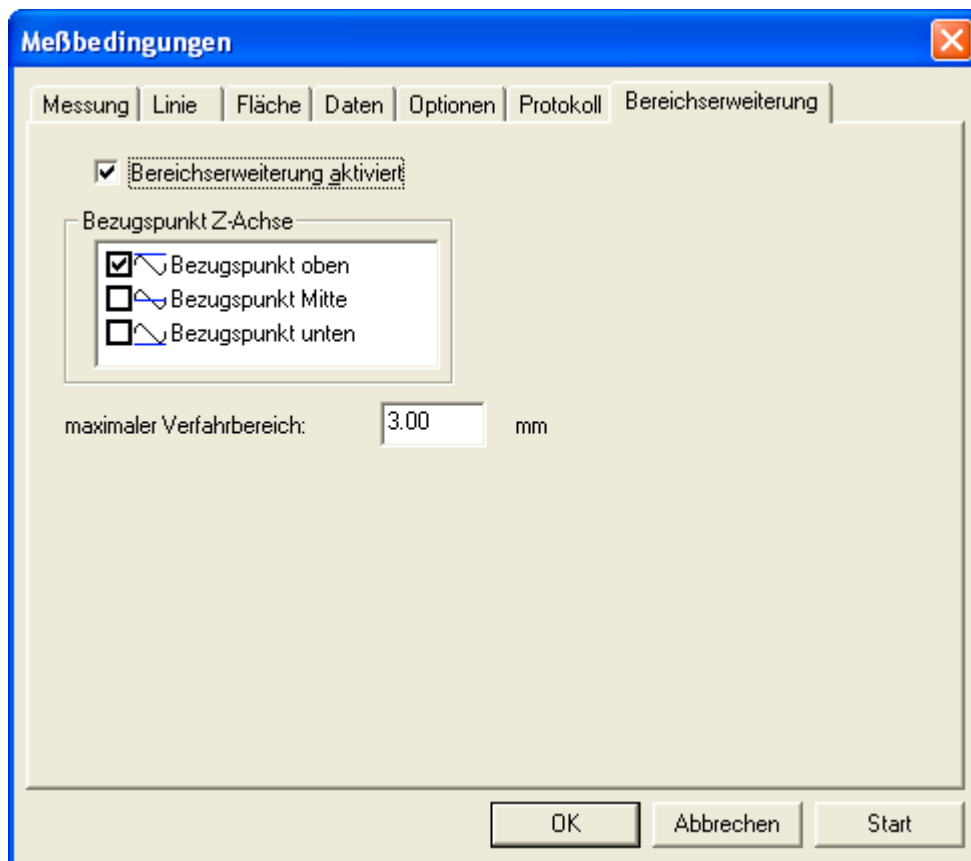 Meßbedingungen
Messung Linie Fläche Daten Optionen Protokoll Bereichserweiterung
Bereichserweiterung aktiviert
Bezugspunkt Z-Achse
Bezugspunkt oben
Bezugspunkt Mitte
Bezugspunkt unten
maximaler Verfahrbereich: 3.00 mm
OK Abbrechen Start